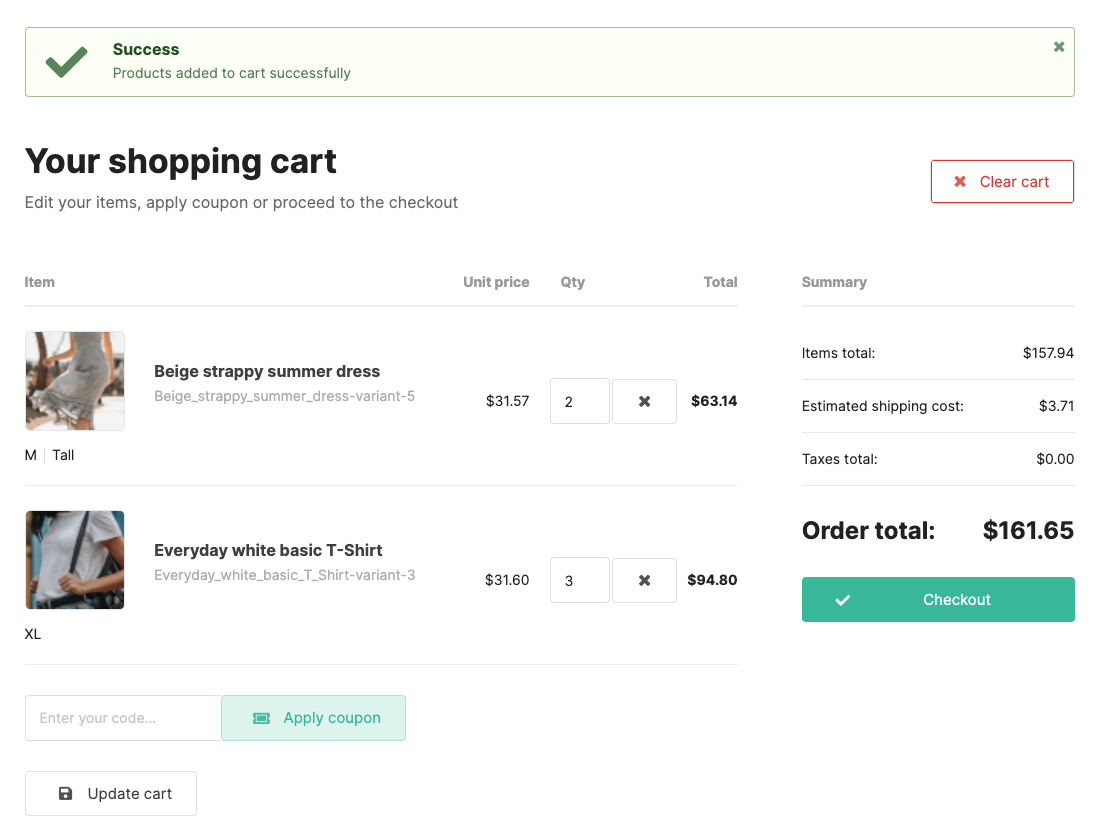 Success
Products added to cart successfully
Your shopping cart
Edit your items, apply coupon or proceed to the checkout
Clear cart
Item Unit price Qty Total
Beige strappy summer dress
Beige_strappy_summer_dress-variant-5
$31.57 2 $63.14
M Tall
Everyday white basic T-Shirt
Everyday_white_basic_T_Shirt-variant-3
$31.60 3 $94.80
XL
Enter your code... Apply coupon
Update cart
Summary
Items total: $157.94
Estimated shipping cost: $3.71
Taxes total: $0.00
Order total: $161.65
Checkout